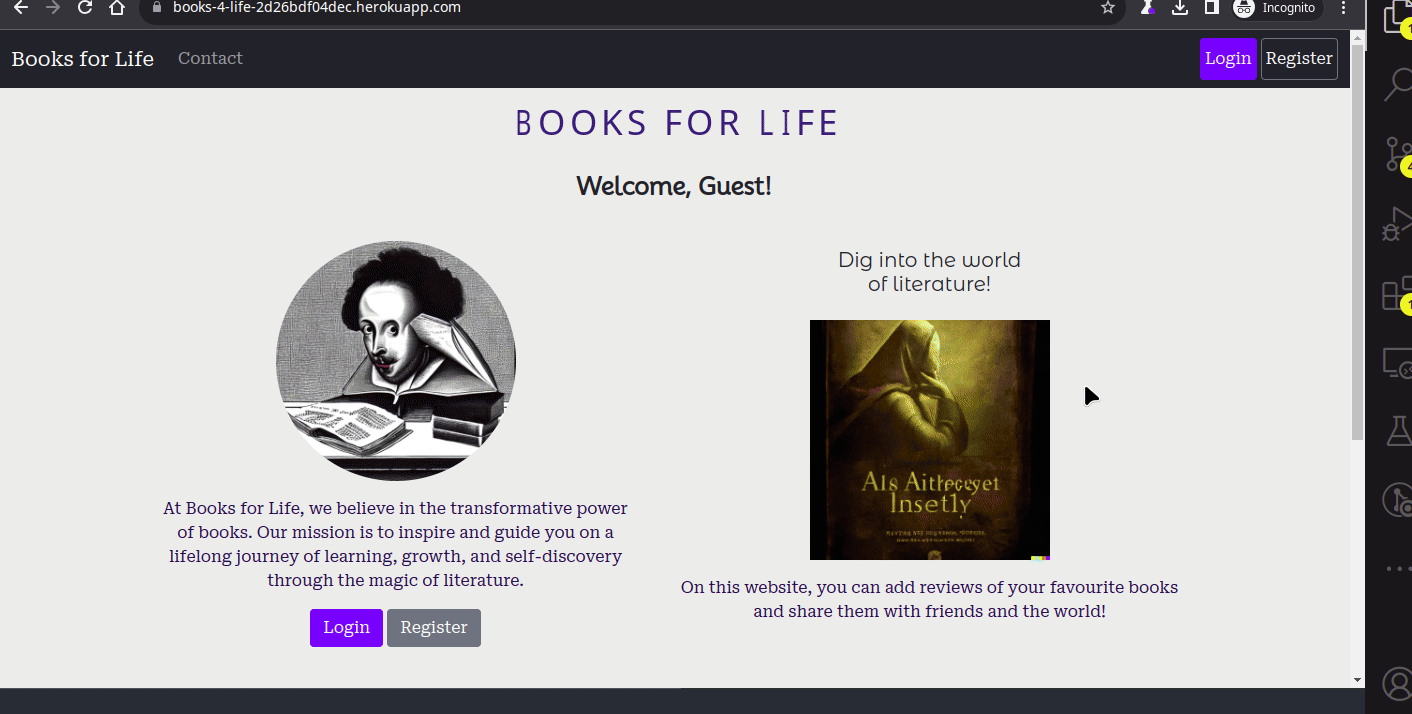 books-4-life-2d26bdf04dec.herokuapp.com
Incognito
Books for Life
Contact
Login
Register
BOOKS FOR LIFE
Welcome, Guest!
Dig into the world
of literature!
Insetly
At Books for Life, we believe in the transformative power
of books. Our mission is to inspire and guide you on a
lifelong journey of learning, growth, and self-discovery
through the magic of literature.
Login
Register
On this website, you can add reviews of your favourite books
and share them with friends and the world!